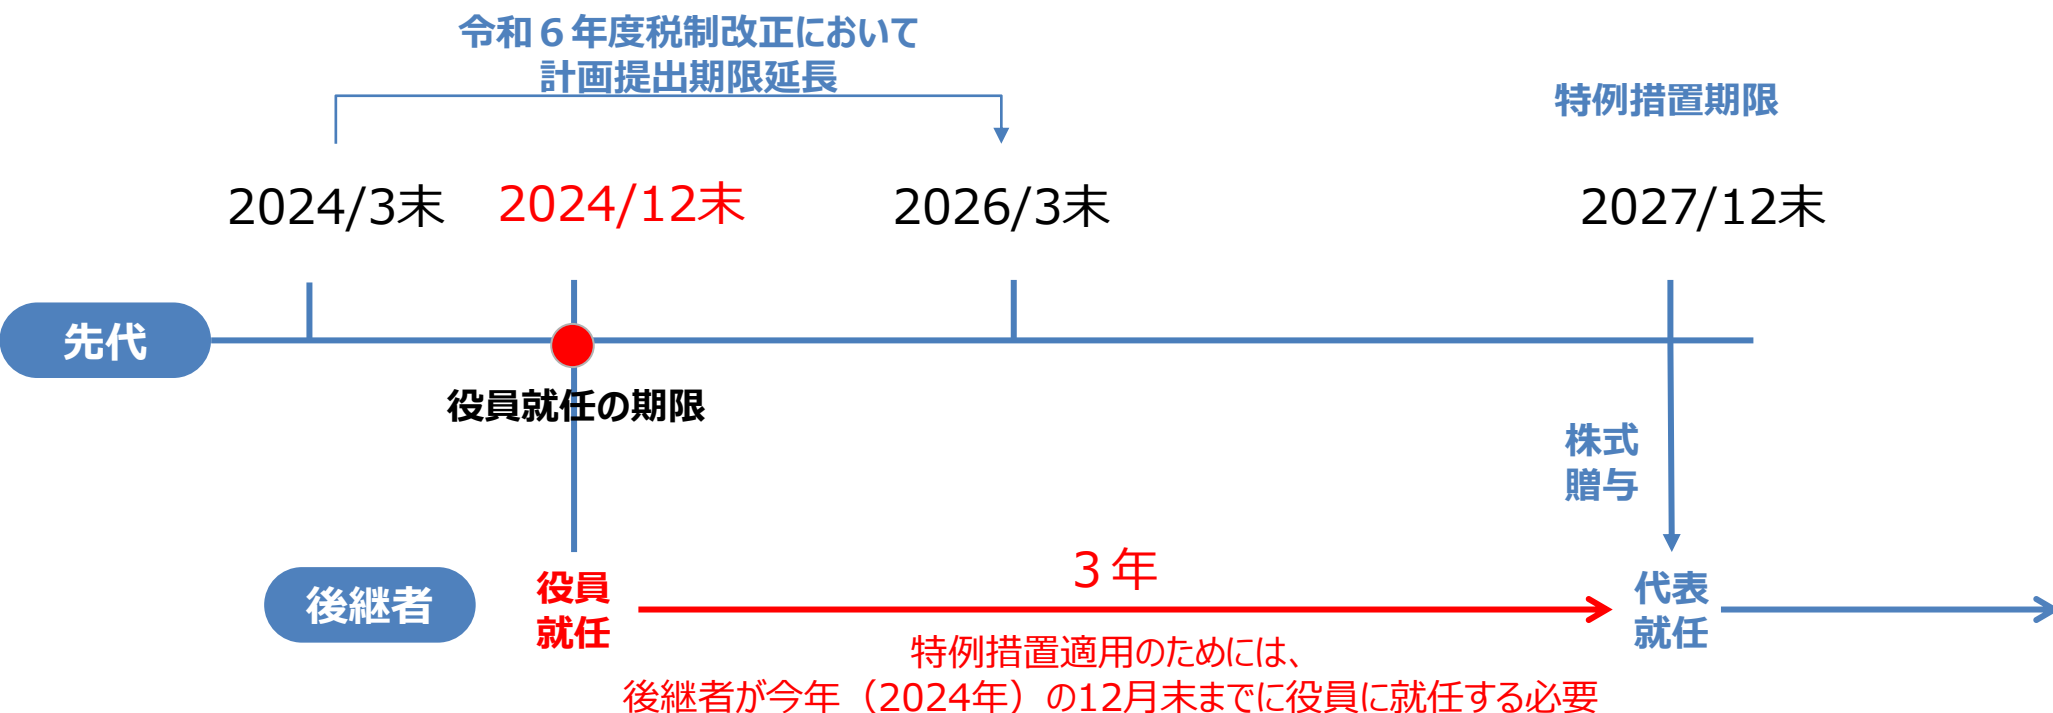 令和６年度税制改正において
計画提出期限延長
特例措置期限
2024/3末
2024/12末
2026/3末
2027/12末
先代
役員就任の期限
株式
贈与
後継者
役員
就任
３年
代表
就任
特例措置適用のためには、
後継者が今年（2024年）の12月末までに役員に就任する必要